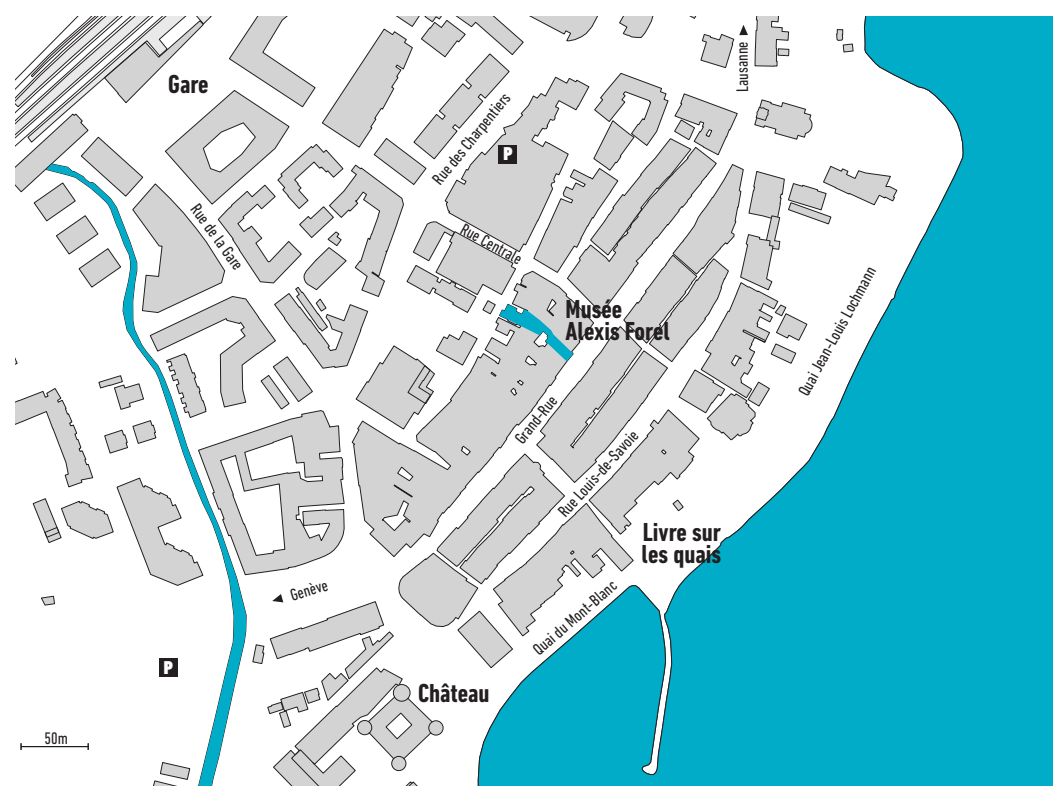 Lausanne
Gare
Rue des Charpentiers
P
Rue de la Gare
Rue Centrale
Musée
Alexis Forel
Quai Jean-Louis Lochmann
Grand-Rue
Rue Louis-de-Savoie
Livre sur
les quais
Genève
Quai du Mont-Blanc
P
Château
50m